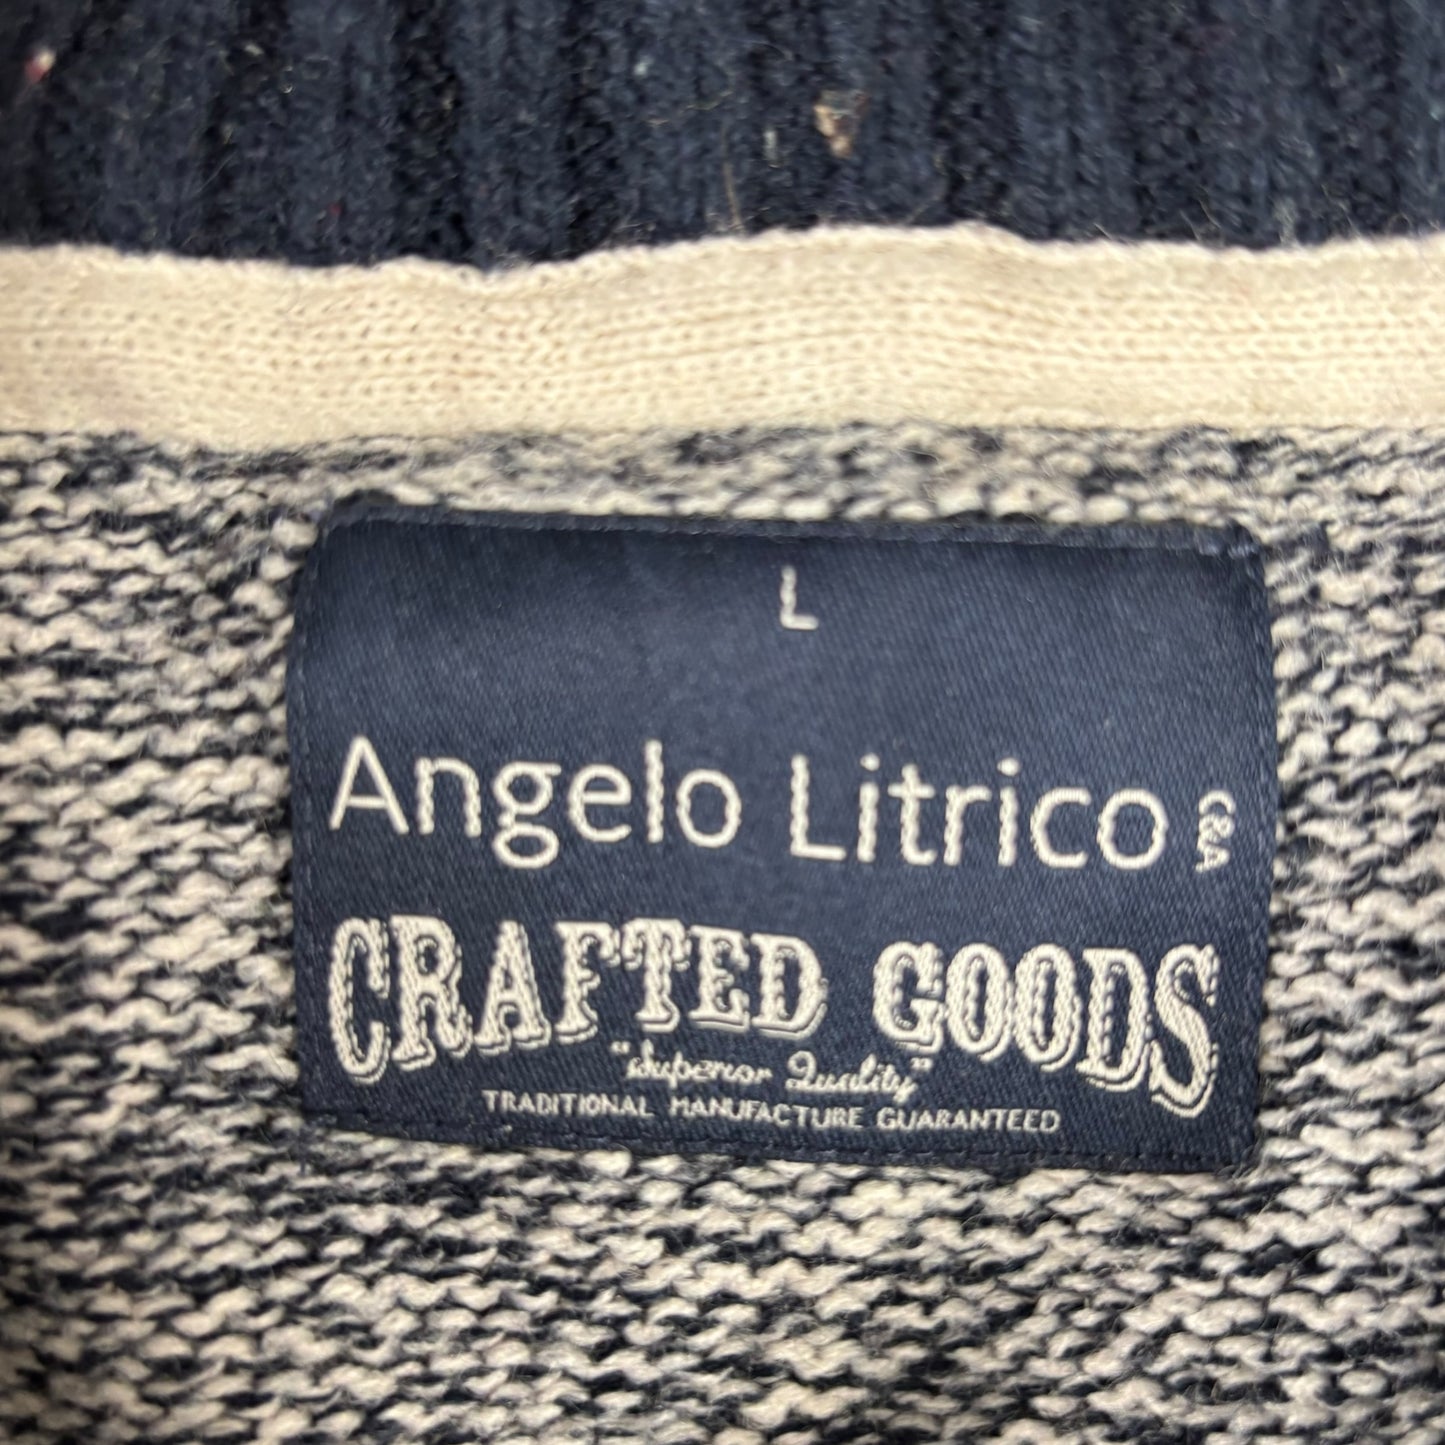 L
Angelo Litrico C&A
CRAFTED GOODS
"Superior Quality"
TRADITIONAL MANUFACTURE GUARANTEED